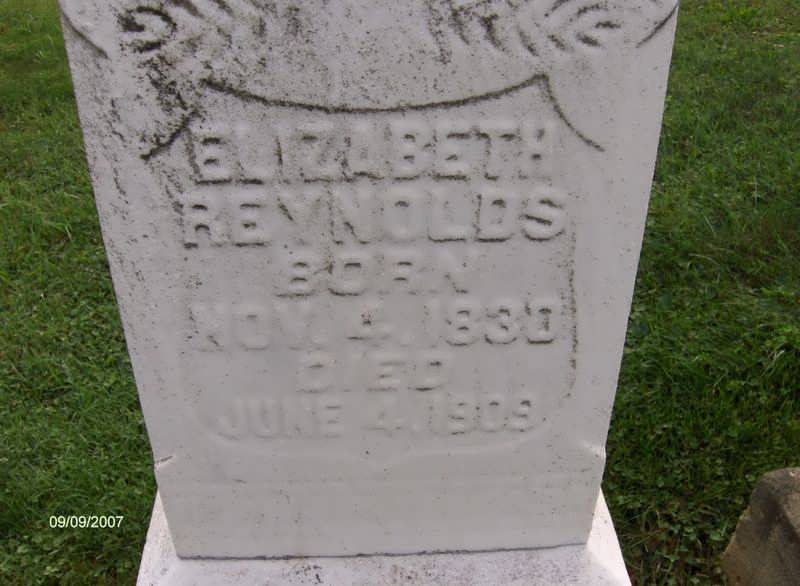 ELIZABETH
REYNOLDS
BORN
NOV. 4. 1830
DIED
JUNE 4. 1909
09/09/2007